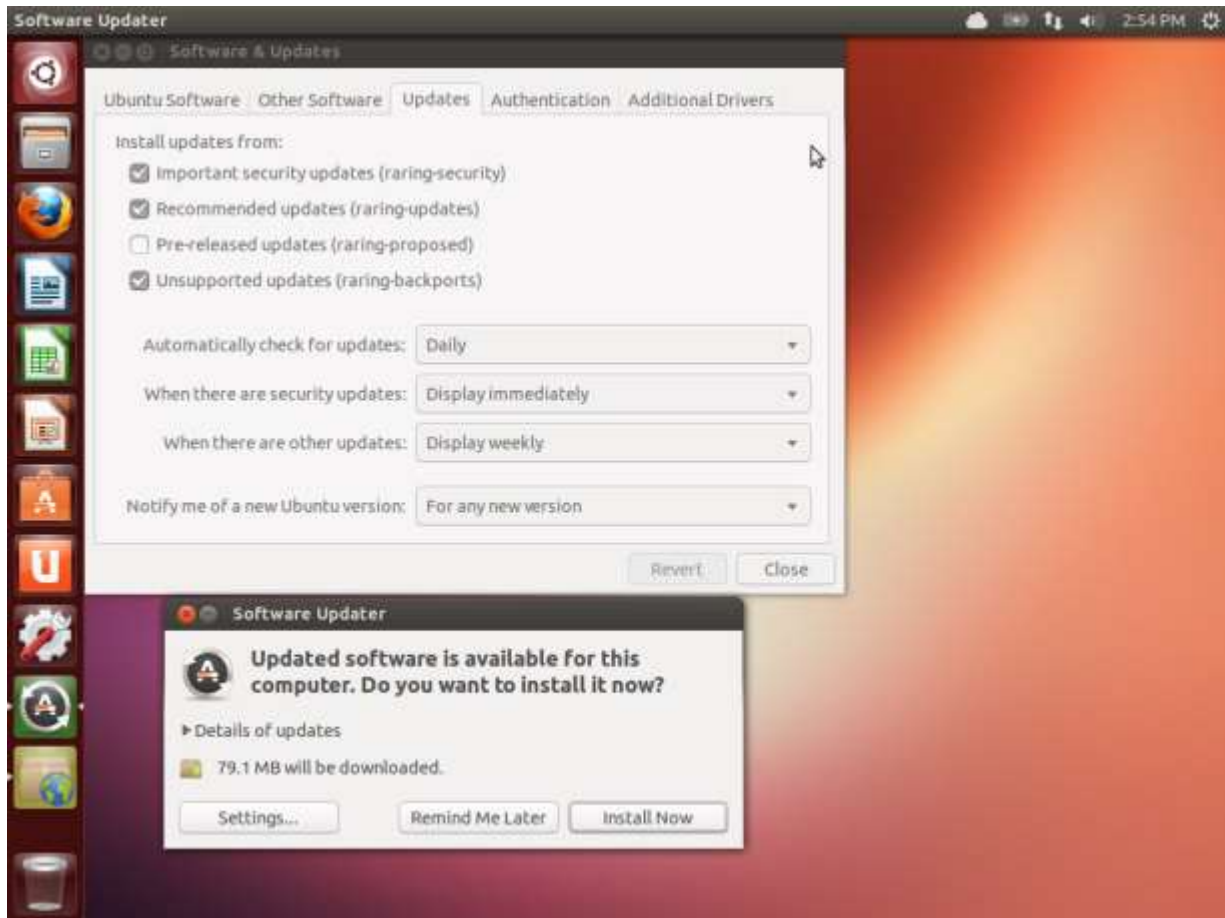 Software Updater
2:54 PM
Software & Updates
Ubuntu Software Other Software Updates Authentication Additional Drivers
Install updates from:
Important security updates (raring-security)
Recommended updates (raring-updates)
Pre-released updates (raring-proposed)
Unsupported updates (raring-backports)
Automatically check for updates: Daily
When there are security updates: Display immediately
When there are other updates: Display weekly
Notify me of a new Ubuntu version: For any new version
Revert Close
Software Updater
Updated software is available for this
computer. Do you want to install it now?
Details of updates
79.1 MB will be downloaded.
Settings... Remind Me Later Install Now